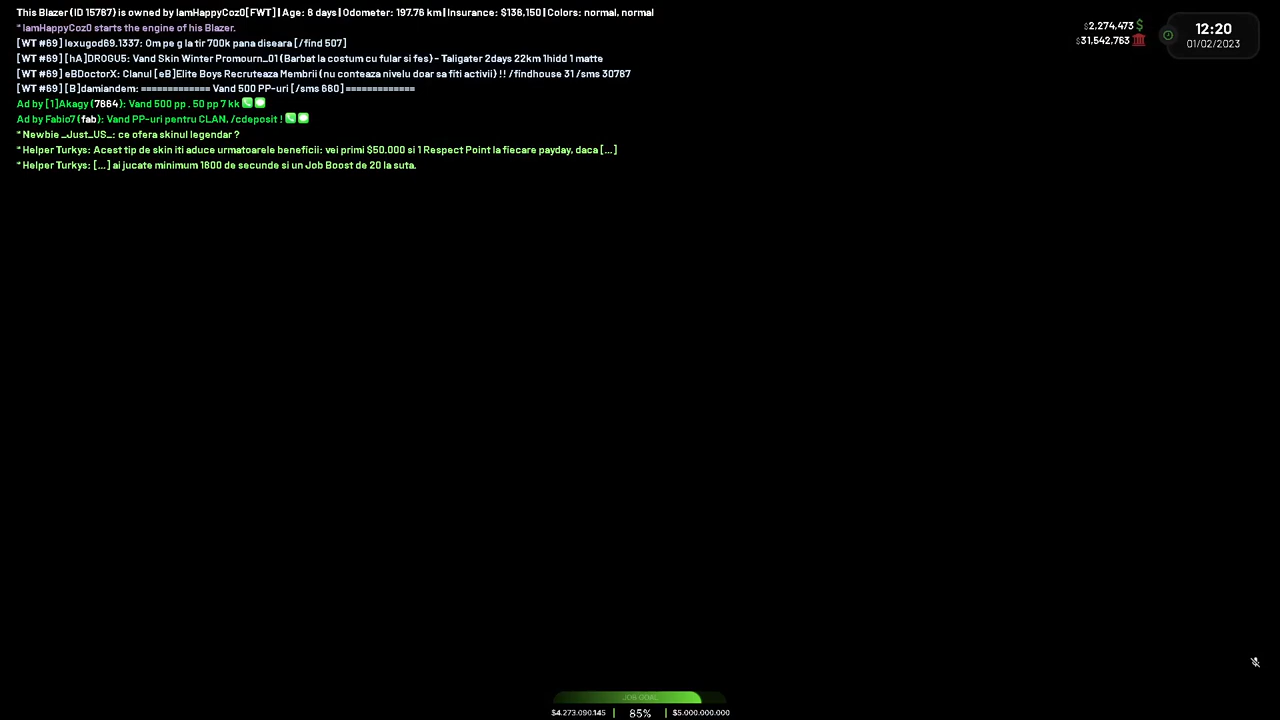 This Blazer (ID 15767) is owned by IamHappyCoz0[FWT] | Age: 8 days | Odometer: 197.76 km | Insurance: $138,150 | Colors: normal, normal
* IamHappyCoz0 starts the engine of his Blazer.
[WT #69] lexugod69.1337: Om pe g la tir 700k pana diseara [/find 507]
[WT #69] [hA]DROGU5: Vand Skin Winter Promourn_01 (Barbat la costum cu fular si fes) - Taligater 2days 22km 1hidd 1 matte
[WT #69] eBDoctorX: Clanul [eB]Elite Boys Recruteaza Membrii (nu conteaza nivelu doar sa fiti activii) !! /findhouse 31 /sms 30787
[WT #69] [B]damiandem: ============= Vand 500 PP-uri [/sms 680] =============
Ad by [1]Akagy (7864): Vand 500 pp . 50 pp 7 kk
Ad by Fabio7 (fab): Vand PP-uri pentru CLAN, /cdeposit !
* Newbie _Just_US_: ce ofera skinul legendar ?
* Helper Turkys: Acest tip de skin iti aduce urmatoarele beneficii: vei primi $50.000 si 1 Respect Point la fiecare payday, daca [...]
* Helper Turkys: [...] ai jucate minimum 1800 de secunde si un Job Boost de 20 la suta.
$2,274,473 $
$31,542,763
12:20
01/02/2023
JOB GOAL
$4.273.090.145 | 85% | $5.000.000.000